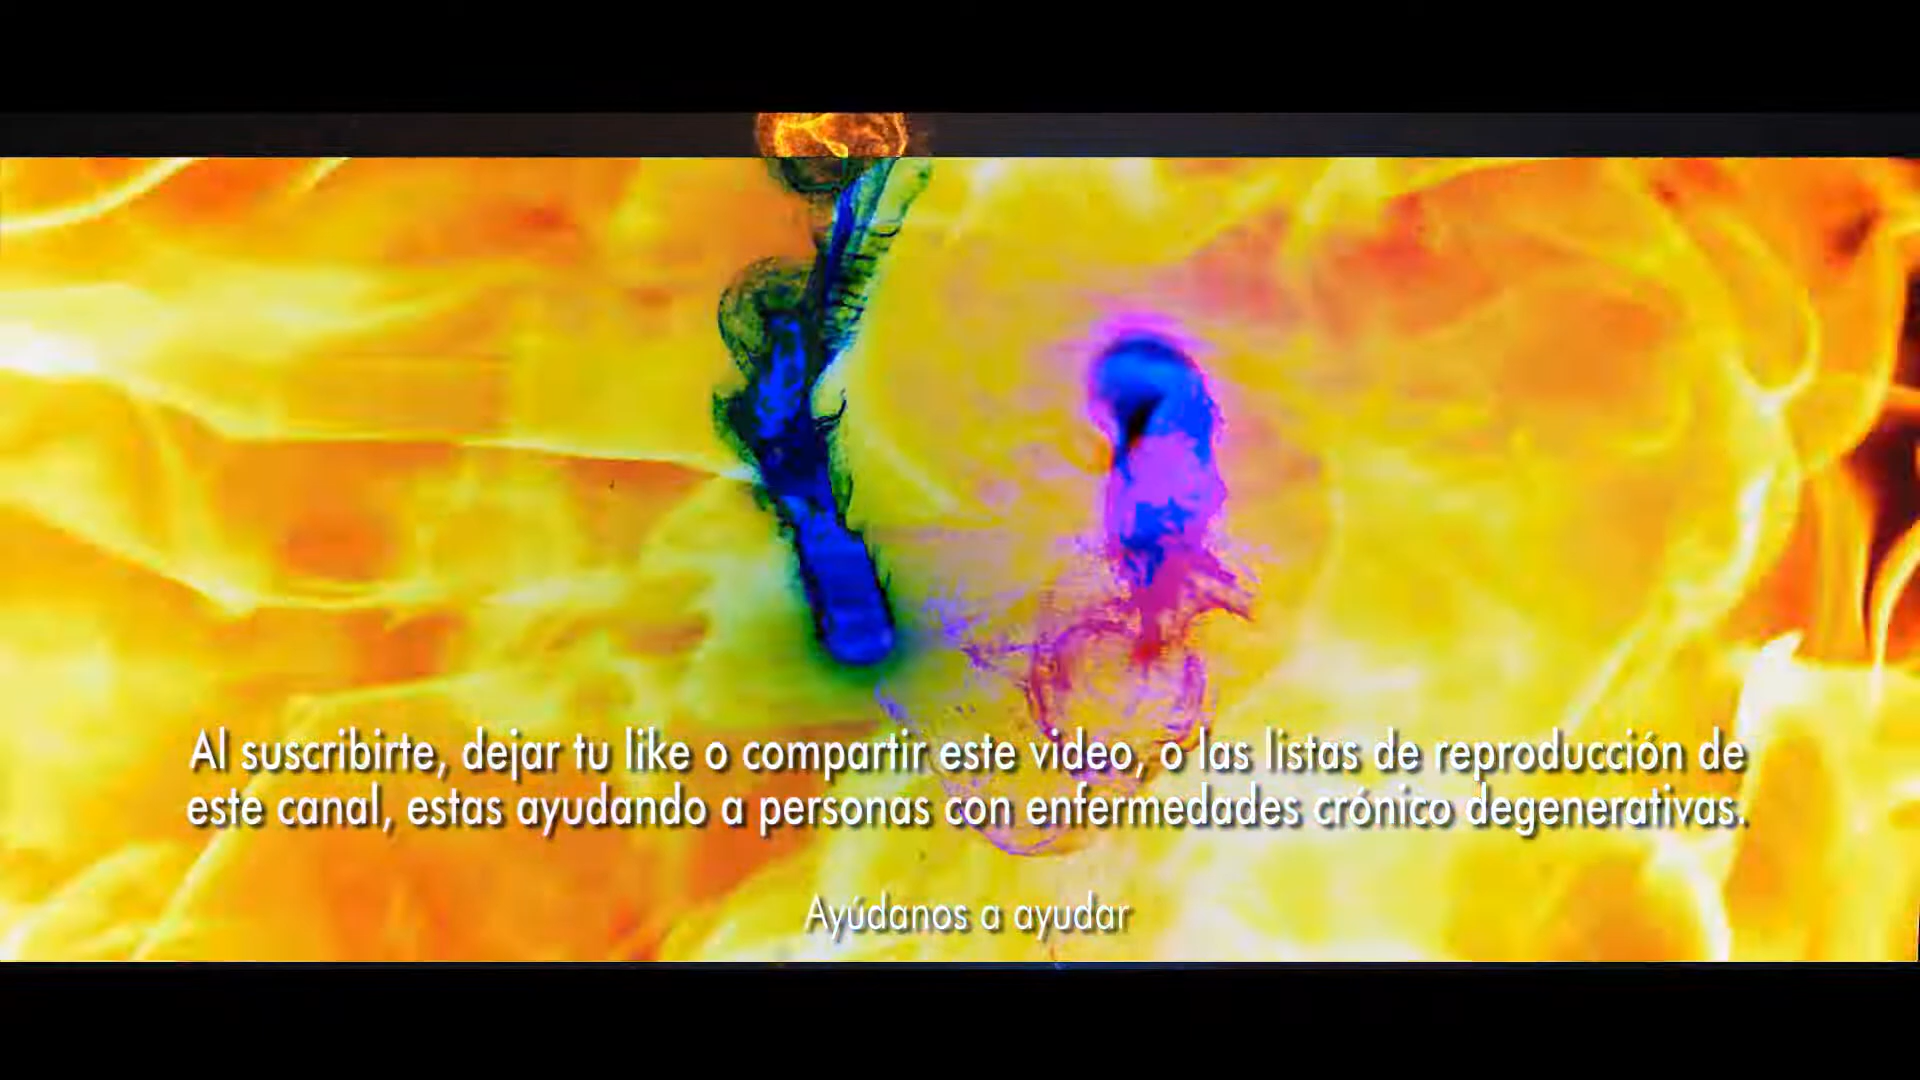 Al suscribirte, dejar tu like o compartir este video, o las listas de reproducción de
este canal, estas ayudando a personas con enfermedades crónico degenerativas.
Ayúdanos a ayudar